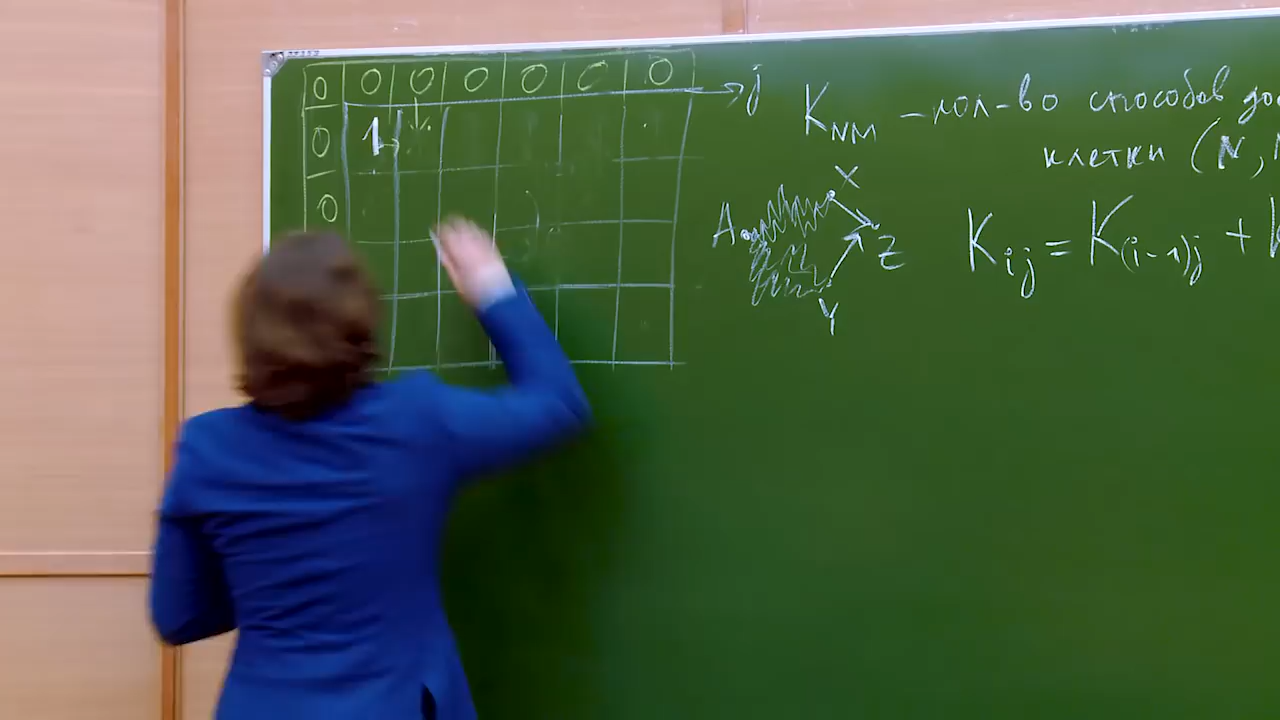 0 0 0 0 0 0 0 j
0 1
0
K_NM - кол-во способов
клетки (N,
X
A
Z
Y
K_ij = K_(i-1)j +